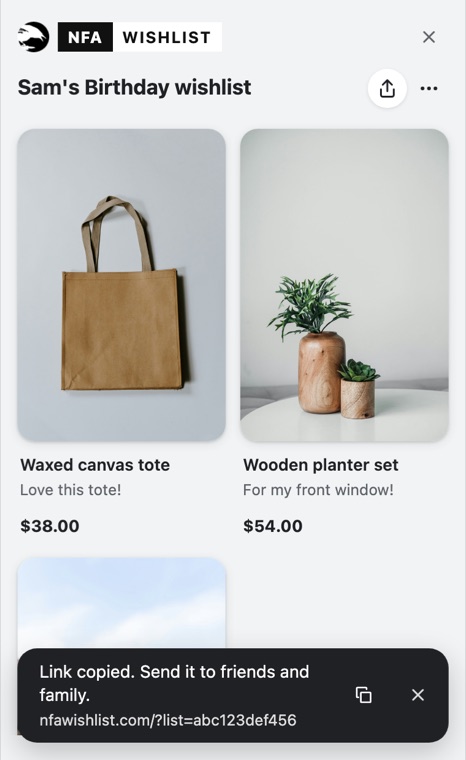 NFA WISHLIST
Sam's Birthday wishlist
Waxed canvas tote
Love this tote!
$38.00
Wooden planter set
For my front window!
$54.00
Link copied. Send it to friends and
family.
nfawishlist.com/?list=abc123def456